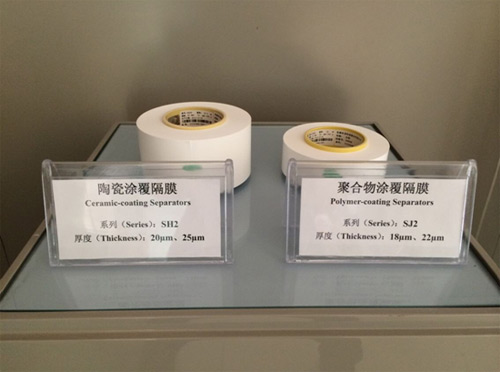 陶瓷涂覆隔膜
Ceramic-coating Separators
系列（Series）：SH2
厚度（Thickness）：20μm、25μm
聚合物涂覆隔膜
Polymer-coating Separators
系列（Series）：SJ2
厚度（Thickness）：18μm、22μm